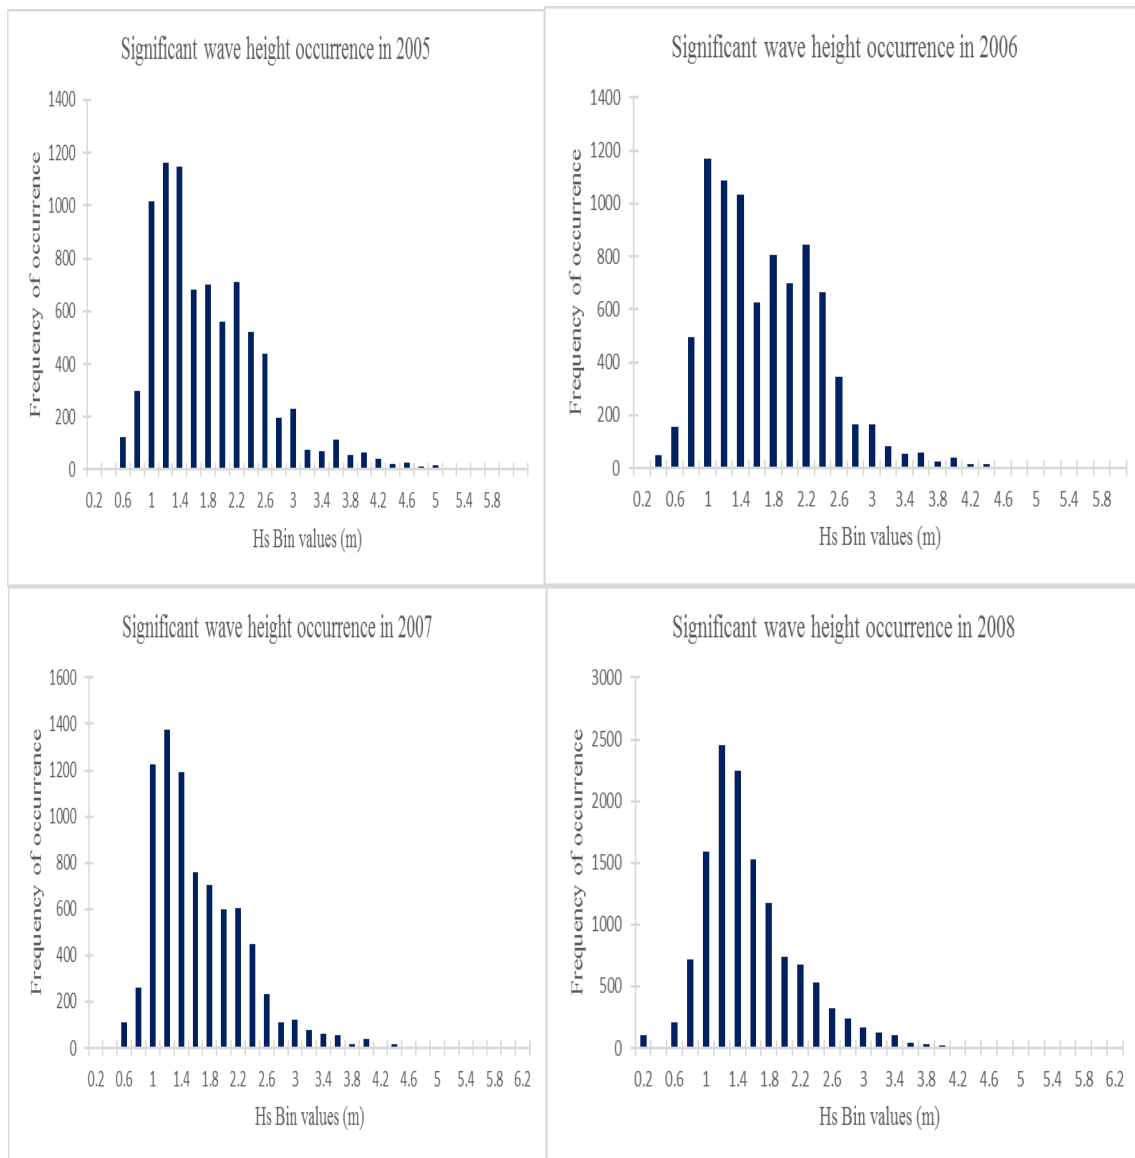 Significant wave height occurrence in 2005
Frequency of occurrence
1400
1200
1000
800
600
400
200
0
0.2 0.6 1 1.4 1.8 2.2 2.6 3 3.4 3.8 4.2 4.6 5 5.4 5.8
Hs Bin values (m)
Significant wave height occurrence in 2006
Frequency of occurrence
1400
1200
1000
800
600
400
200
0
0.2 0.6 1 1.4 1.8 2.2 2.6 3 3.4 3.8 4.2 4.6 5 5.4 5.8
Hs Bin values (m)
Significant wave height occurrence in 2007
Frequency of occurrence
1600
1400
1200
1000
800
600
400
200
0
0.2 0.6 1 1.4 1.8 2.2 2.6 3 3.4 3.8 4.2 4.6 5 5.4 5.8 6.2
Hs Bin values (m)
Significant wave height occurrence in 2008
Frequency of occurrence
3000
2500
2000
1500
1000
500
0
0.2 0.6 1 1.4 1.8 2.2 2.6 3 3.4 3.8 4.2 4.6 5 5.4 5.8 6.2
Hs Bin values (m)